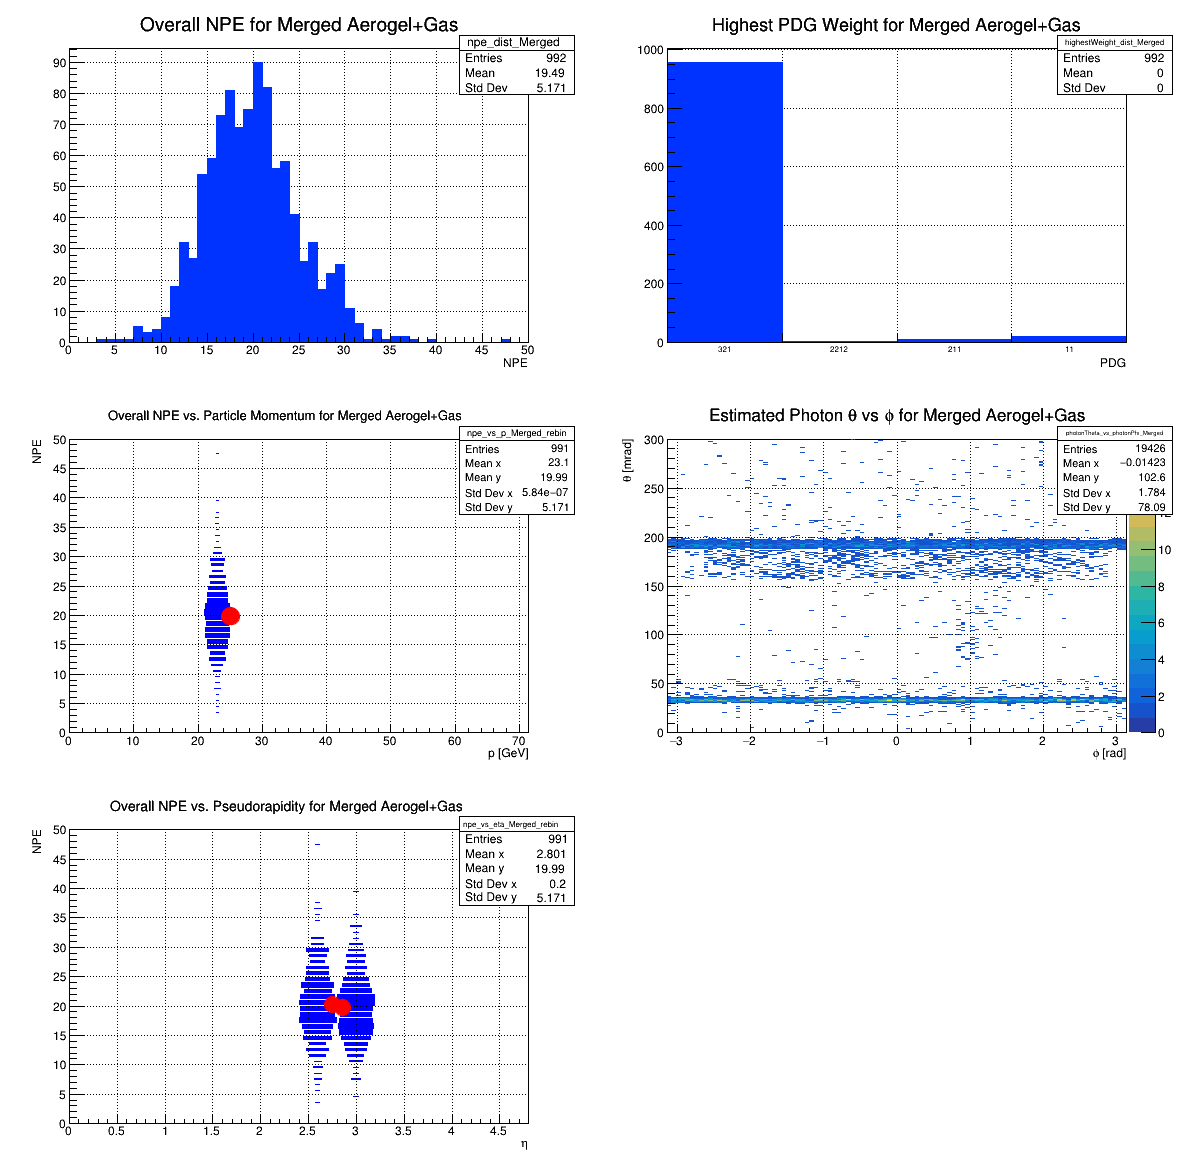 Overall NPE for Merged Aerogel+Gas
npe_dist_Merged
Entries 992
Mean 19.49
Std Dev 5.171
90
80
70
60
50
40
30
20
10
0
0 5 10 15 20 25 30 35 40 45 50
NPE
Highest PDG Weight for Merged Aerogel+Gas
highestWeight_dist_Merged
Entries 992
Mean 0
Std Dev 0
1000
800
600
400
200
0
321 2212 211 11
PDG
Overall NPE vs. Particle Momentum for Merged Aerogel+Gas
npe_vs_p_Merged_rebin
Entries 991
Mean x 23.1
Mean y 19.99
Std Dev x 5.84e−07
Std Dev y 5.171
NPE
50
45
40
35
30
25
20
15
10
5
0
0 10 20 30 40 50 60 70
p [GeV]
Estimated Photon θ vs ϕ for Merged Aerogel+Gas
photonTheta_vs_photonPhi_Merged
Entries 19426
Mean x −0.01423
Mean y 102.6
Std Dev x 1.784
Std Dev y 78.09
θ [mrad]
300
250
200
150
100
50
0
−3 −2 −1 0 1 2 3
ϕ [rad]
10
8
6
4
2
0
Overall NPE vs. Pseudorapidity for Merged Aerogel+Gas
npe_vs_eta_Merged_rebin
Entries 991
Mean x 2.801
Mean y 19.99
Std Dev x 0.2
Std Dev y 5.171
NPE
50
45
40
35
30
25
20
15
10
5
0
0 0.5 1 1.5 2 2.5 3 3.5 4 4.5
η